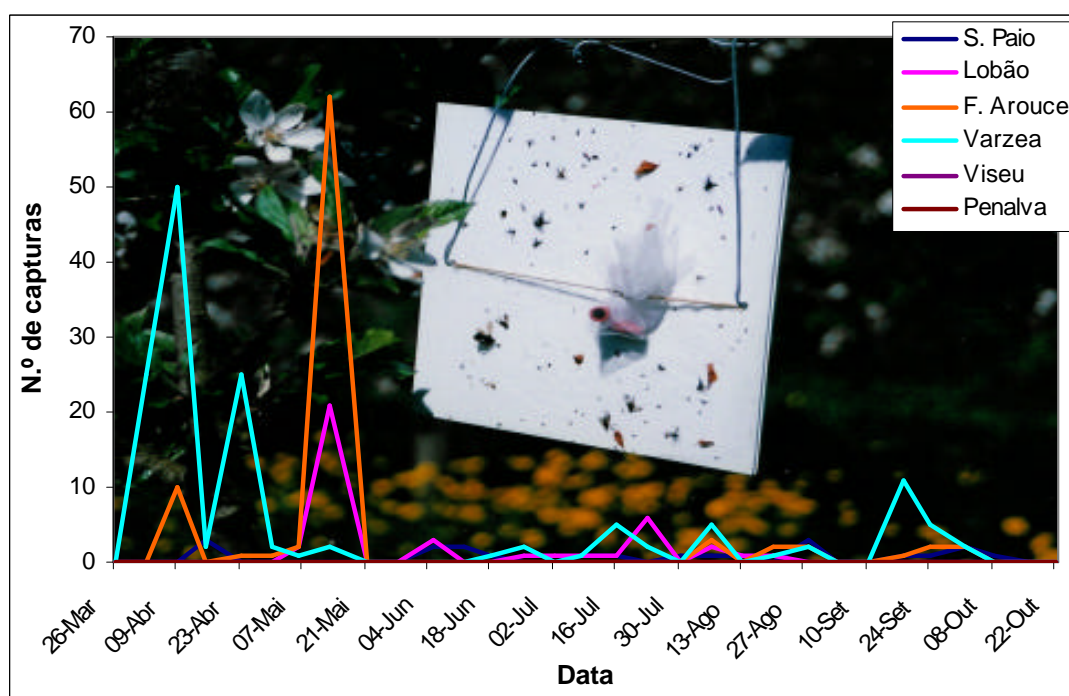 70
60
50
40
30
20
10
0
N.º de capturas
S. Paio
Lobão
F. Arouce
Varzea
Viseu
Penalva
26-Mar
09-Abr
23-Abr
07-Mai
21-Mai
04-Jun
18-Jun
02-Jul
16-Jul
30-Jul
13-Ago
27-Ago
10-Set
24-Set
08-Out
22-Out
Data